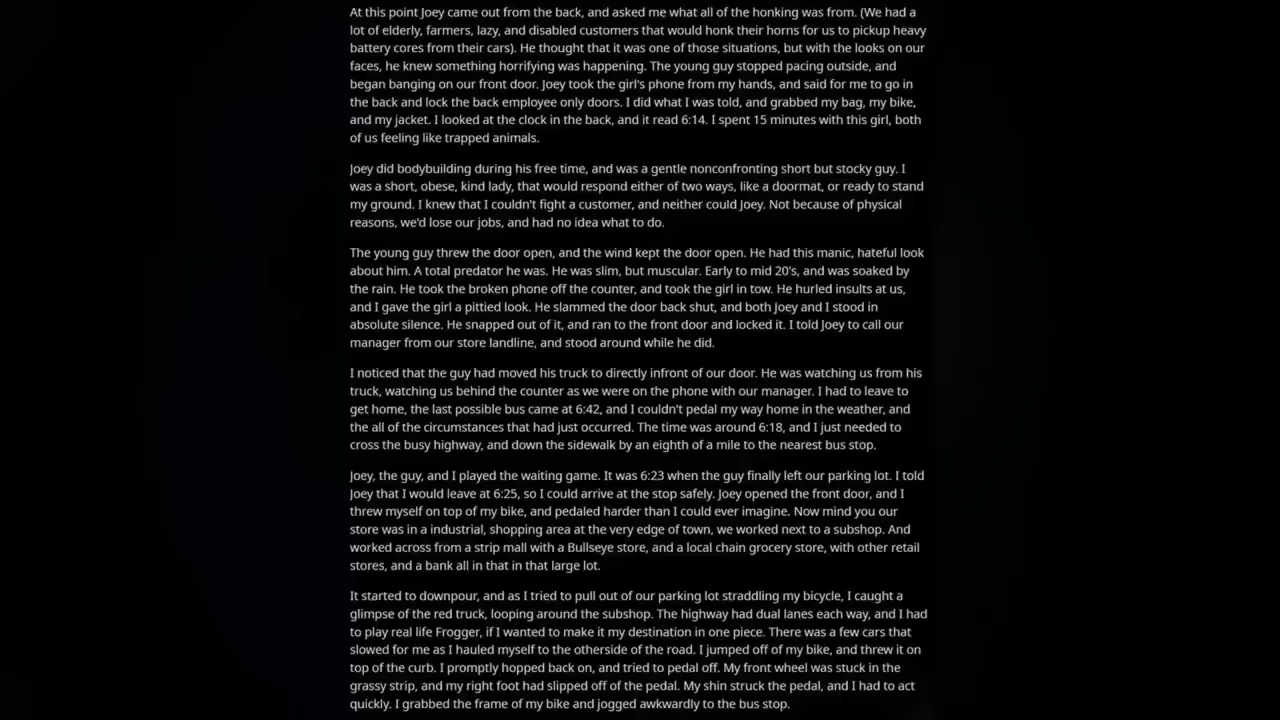 At this point Joey came out from the back, and asked me what all of the honking was from. (We had a
lot of elderly, farmers, lazy, and disabled customers that would honk their horns for us to pickup heavy
battery cores from their cars). He thought that it was one of those situations, but with the looks on our
faces, he knew something horrifying was happening. The young guy stopped pacing outside, and
began banging on our front door. Joey took the girl's phone from my hands, and said for me to go in
the back and lock the back employee only doors. I did what I was told, and grabbed my bag, my bike,
and my jacket. I looked at the clock in the back, and it read 6:14. I spent 15 minutes with this girl, both
of us feeling like trapped animals.
Joey did bodybuilding during his free time, and was a gentle nonconfronting short but stocky guy. I
was a short, obese, kind lady, that would respond either of two ways, like a doormat, or ready to stand
my ground. I knew that I couldn't fight a customer, and neither could Joey. Not because of physical
reasons, we'd lose our jobs, and had no idea what to do.
The young guy threw the door open, and the wind kept the door open. He had this manic, hateful look
about him. A total predator he was. He was slim, but muscular. Early to mid 20's, and was soaked by
the rain. He took the broken phone off the counter, and took the girl in tow. He hurled insults at us,
and I gave the girl a pittied look. He slammed the door back shut, and both Joey and I stood in
absolute silence. He snapped out of it, and ran to the front door and locked it. I told Joey to call our
manager from our store landline, and stood around while he did.
I noticed that the guy had moved his truck to directly infront of our door. He was watching us from his
truck, watching us behind the counter as we were on the phone with our manager. I had to leave to
get home, the last possible bus came at 6:42, and I couldn't pedal my way home in the weather, and
the all of the circumstances that had just occurred. The time was around 6:18, and I just needed to
cross the busy highway, and down the sidewalk by an eighth of a mile to the nearest bus stop.
Joey, the guy, and I played the waiting game. It was 6:23 when the guy finally left our parking lot. I told
Joey that I would leave at 6:25, so I could arrive at the stop safely. Joey opened the front door, and I
threw myself on top of my bike, and pedaled harder than I could ever imagine. Now mind you our
store was in a industrial, shopping area at the very edge of town, we worked next to a subshop. And
worked across from a strip mall with a Bullseye store, and a local chain grocery store, with other retail
stores, and a bank all in that in that large lot.
It started to downpour, and as I tried to pull out of our parking lot straddling my bicycle, I caught a
glimpse of the red truck, looping around the subshop. The highway had dual lanes each way, and I had
to play real life Frogger, if I wanted to make it my destination in one piece. There was a few cars that
slowed for me as I hauled myself to the otherside of the road. I jumped off of my bike, and threw it on
top of the curb. I promptly hopped back on, and tried to pedal off. My front wheel was stuck in the
grassy strip, and my right foot had slipped off of the pedal. My shin struck the pedal, and I had to act
quickly. I grabbed the frame of my bike and jogged awkwardly to the bus stop.